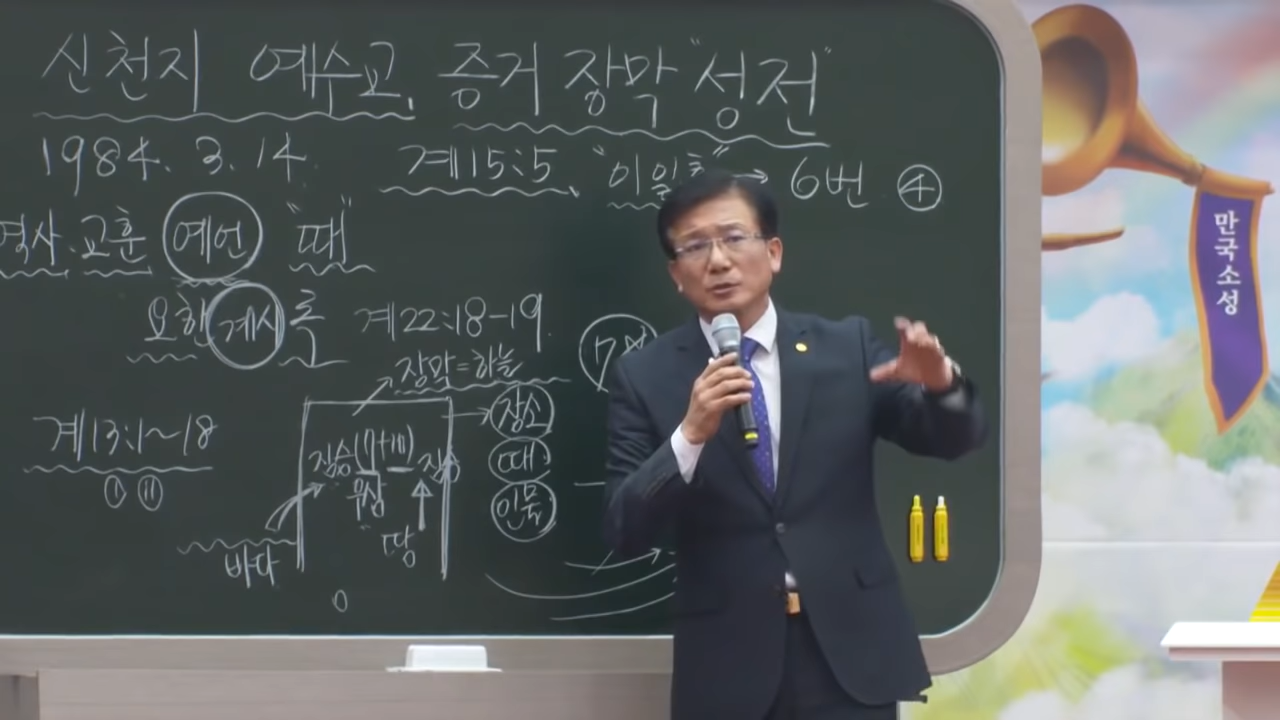 신천지 예수교 증거장막 "성전"
1984. 3. 14. 계15:5 "이일후" → 6번 ④
역사. 교훈 예언 "때"
요한계시록 계22:18-19.
장막=하늘
계13:1~18
짐승(7+10) 짐승
장소
때
인물
땅
바다
만국소성